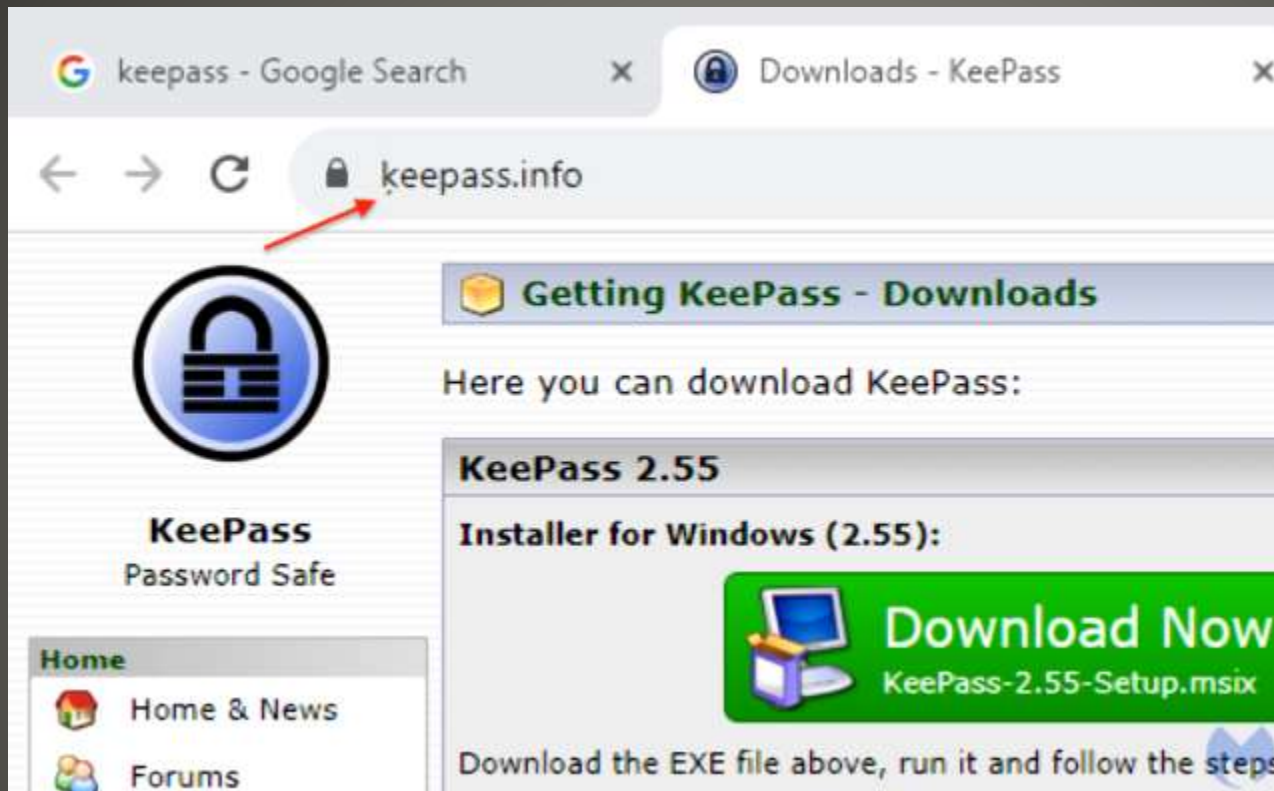 keepass - Google Search
Downloads - KeePass
ķeepass.info
Getting KeePass - Downloads
Here you can download KeePass:
KeePass 2.55
Installer for Windows (2.55):
Download Now
KeePass-2.55-Setup.msix
Download the EXE file above, run it and follow the steps
KeePass
Password Safe
Home
Home & News
Forums